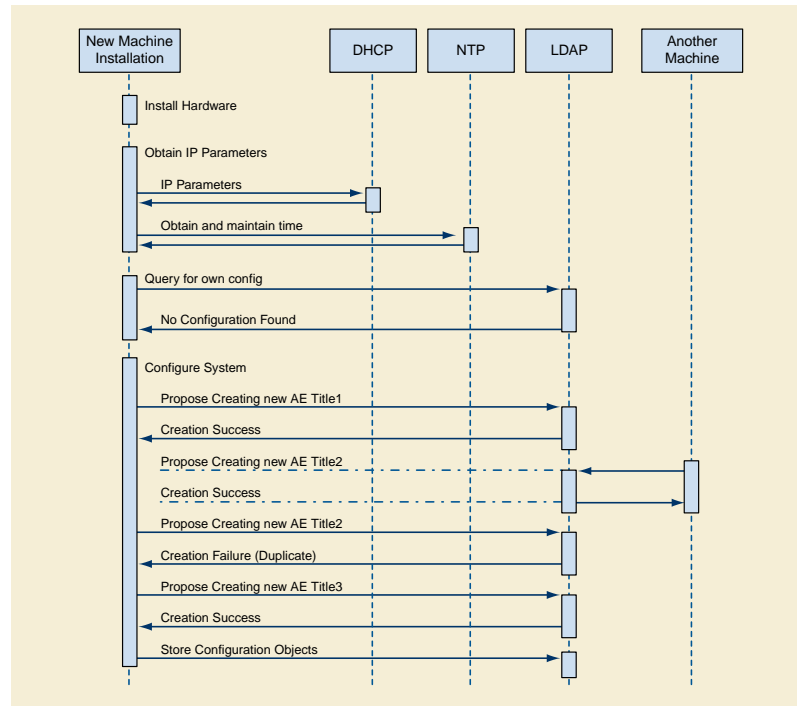 New Machine
Installation
DHCP
NTP
LDAP
Another
Machine
Install Hardware
Obtain IP Parameters
IP Parameters
Obtain and maintain time
Query for own config
No Configuration Found
Configure System
Propose Creating new AE Title1
Creation Success
Propose Creating new AE Title2
Creation Success
Propose Creating new AE Title2
Creation Failure (Duplicate)
Propose Creating new AE Title3
Creation Success
Store Configuration Objects